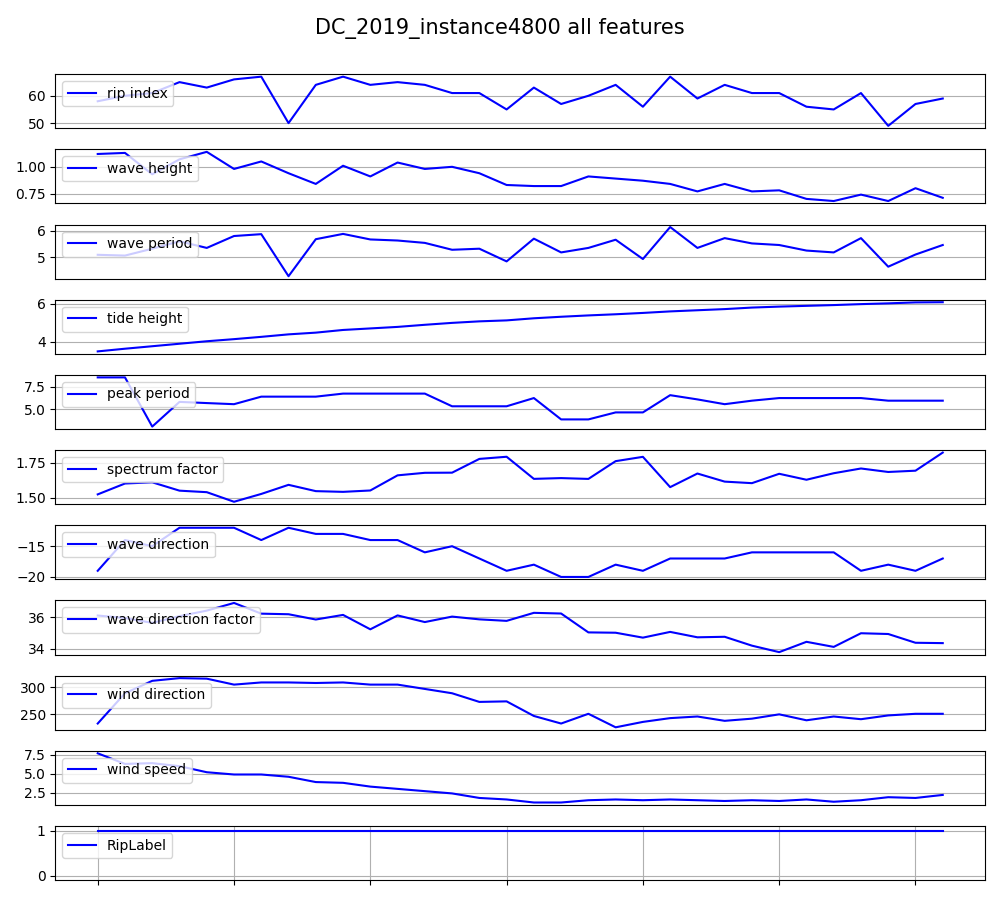 DC_2019_instance4800 all features
rip index
60
50
wave height
1.00
0.75
wave period
6
5
tide height
6
4
peak period
7.5
5.0
spectrum factor
1.75
1.50
wave direction
−15
−20
wave direction factor
36
34
wind direction
300
250
wind speed
7.5
5.0
2.5
RipLabel
1
0